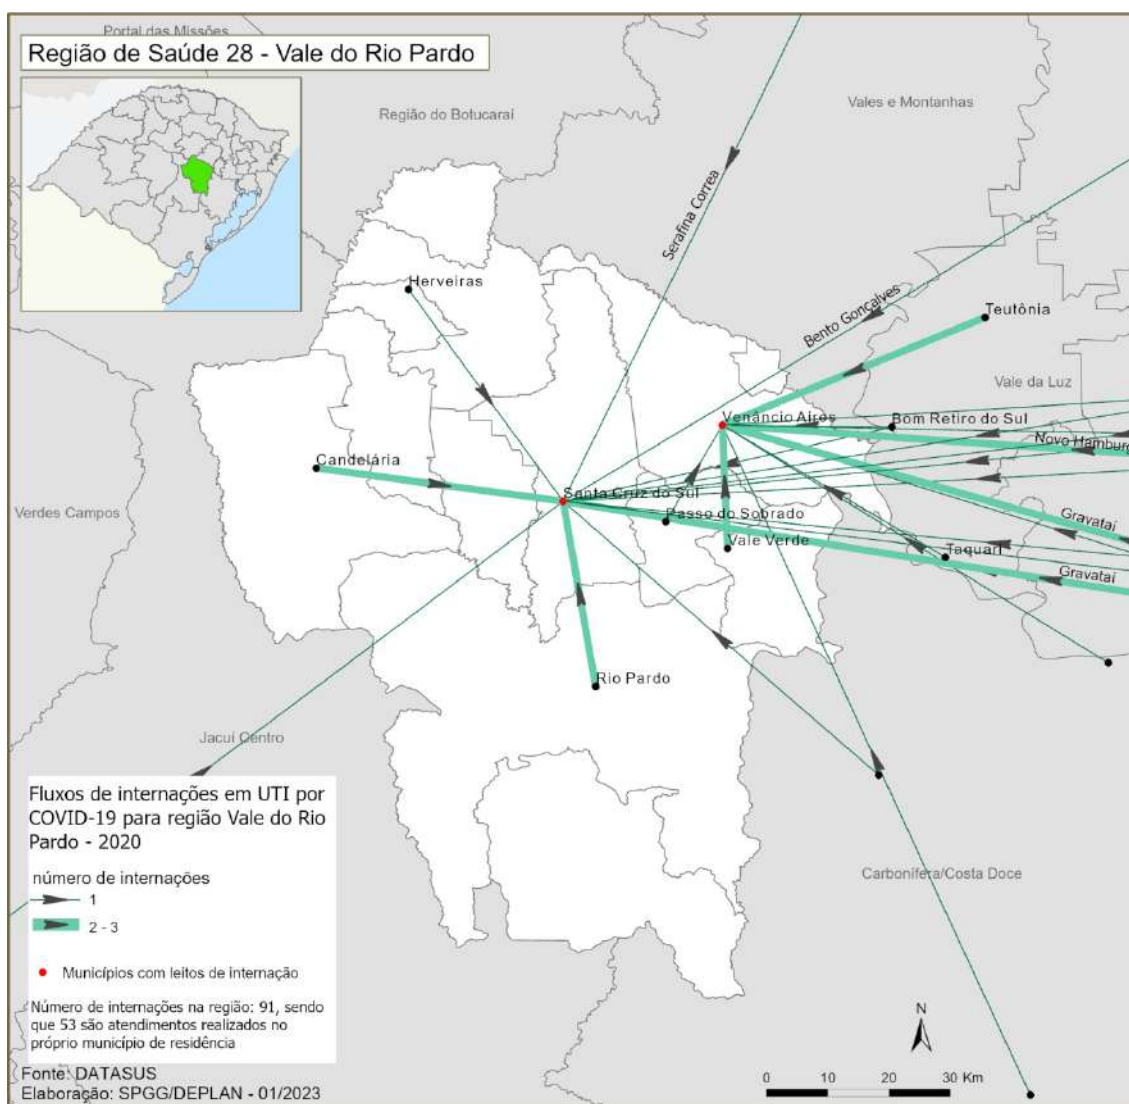 Portal das Missões
Região de Saúde 28 - Vale do Rio Pardo
Região do Botucaraí
Vales e Montanhas
Serafina Correa
Herveiras
Bento Gonçalves
Teutônia
Vale da Luz
Venâncio Aires
Bom Retiro do Sul
Novo Hamburg
Candelária
Santa Cruz do Sul
Verdes Campos
Passo do Sobrado
Gravataí
Vale Verde
Taquari
Gravataí
Rio Pardo
Jacuí Centro
Fluxos de internações em UTI por
COVID-19 para região Vale do Rio
Pardo - 2020
número de internações
1
2 - 3
Municípios com leitos de internação
Número de internações na região: 91, sendo
que 53 são atendimentos realizados no
próprio município de residência
Carbonífera/Costa Doce
N
0 10 20 30 Km
Fonte: DATASUS
Elaboração: SPGG/DEPLAN - 01/2023